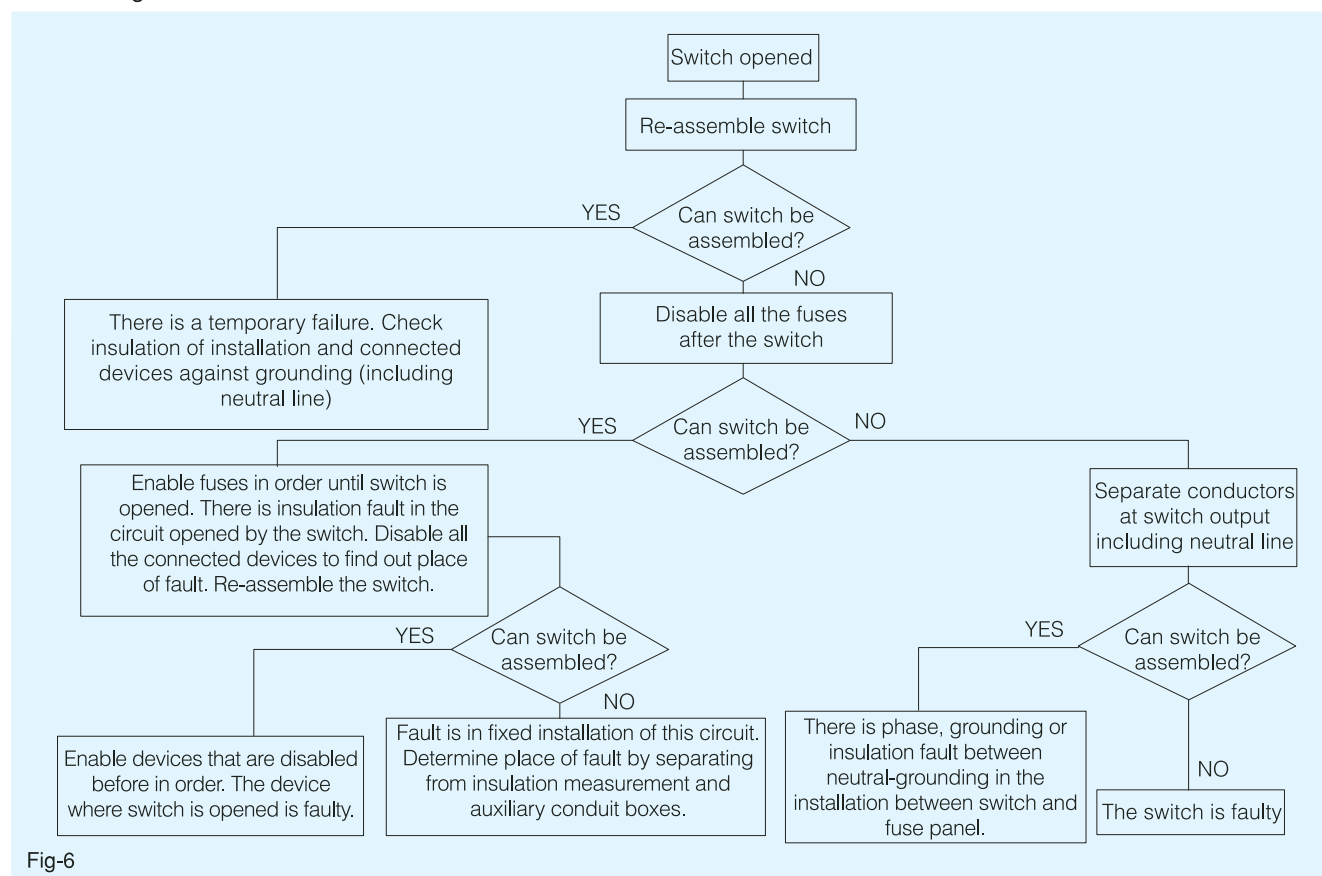 Switch opened
Re-assemble switch
YES
Can switch be
assembled?
NO
There is a temporary failure. Check
insulation of installation and connected
devices against grounding (including
neutral line)
Disable all the fuses
after the switch
YES
Can switch be
assembled?
NO
Enable fuses in order until switch is
opened. There is insulation fault in the
circuit opened by the switch. Disable all
the connected devices to find out place
of fault. Re-assemble the switch.
Separate conductors
at switch output
including neutral line
YES
Can switch be
assembled?
NO
YES
Can switch be
assembled?
NO
Enable devices that are disabled
before in order. The device
where switch is opened is faulty.
Fault is in fixed installation of this circuit.
Determine place of fault by separating
from insulation measurement and
auxiliary conduit boxes.
There is phase, grounding or
insulation fault between
neutral-grounding in the
installation between switch and
fuse panel.
The switch is faulty
Fig-6